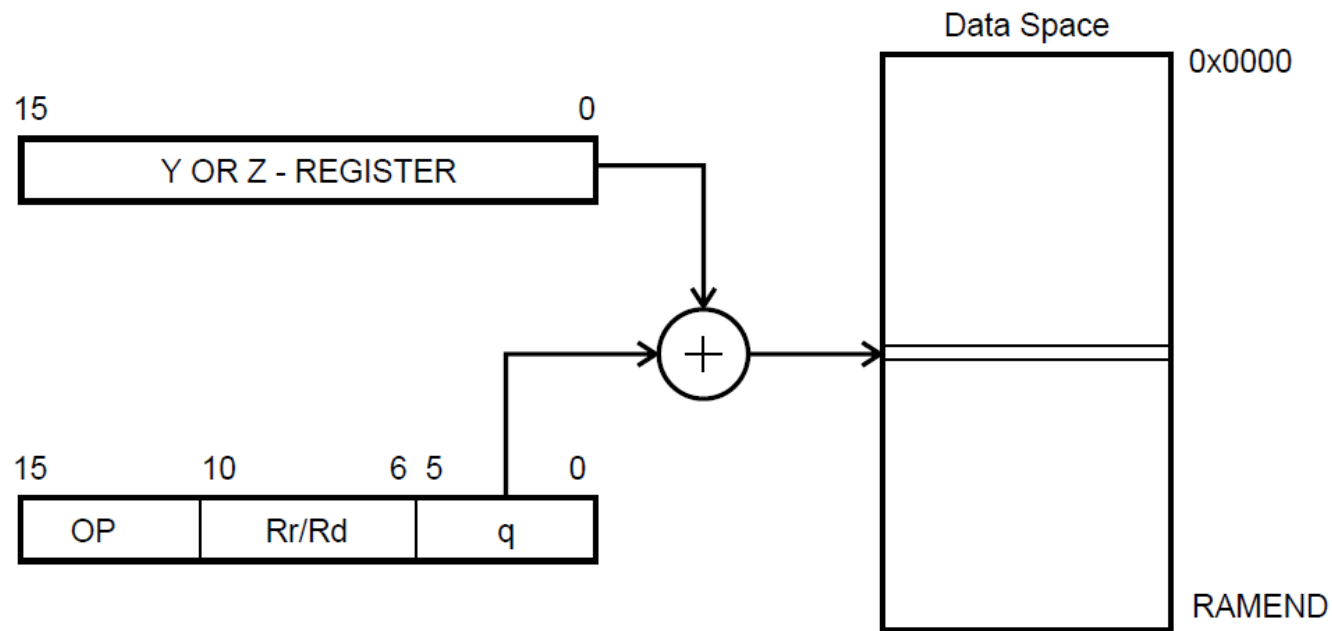 Data Space
0x0000
15 0
Y OR Z - REGISTER
15 10 6 5 0
OP Rr/Rd q
RAMEND